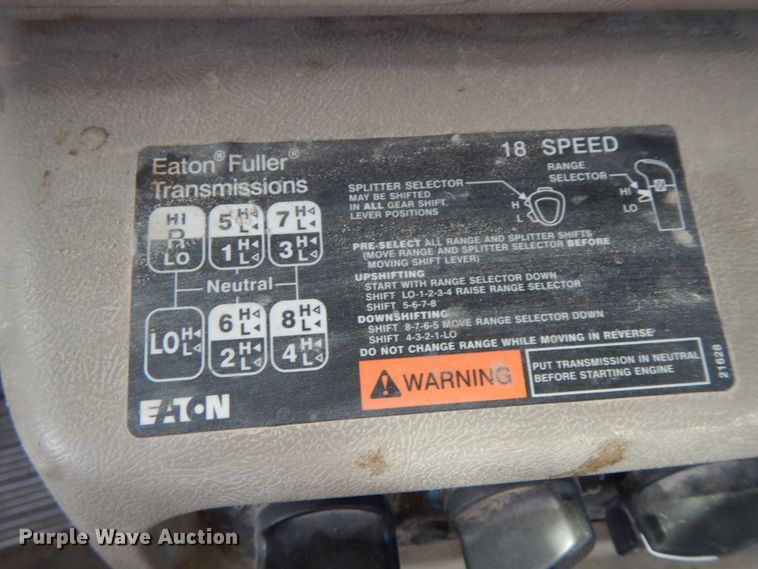 Eaton® Fuller®
Transmissions
18 SPEED
SPLITTER SELECTOR
MAY BE SHIFTED
IN ALL GEAR SHIFT
LEVER POSITIONS
H
L
RANGE
SELECTOR
HI
LO
HI
R
LO
5 H
L
1 H
L
7 H
L
3 H
L
Neutral
LO H
L
6 H
L
2 H
L
8 H
L
4 H
L
PRE-SELECT ALL RANGE AND SPLITTER SHIFTS
(MOVE RANGE AND SPLITTER SELECTOR BEFORE
MOVING SHIFT LEVER)
UPSHIFTING
START WITH RANGE SELECTOR DOWN
SHIFT LO-1-2-3-4 RAISE RANGE SELECTOR
SHIFT 5-6-7-8
DOWNSHIFTING
SHIFT 8-7-6-5 MOVE RANGE SELECTOR DOWN
SHIFT 4-3-2-1-LO
DO NOT CHANGE RANGE WHILE MOVING IN REVERSE
WARNING
PUT TRANSMISSION IN NEUTRAL
BEFORE STARTING ENGINE
21628
EATON
Purple Wave Auction